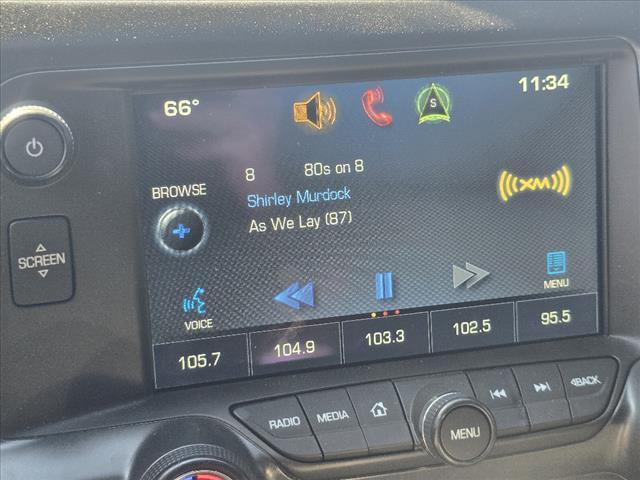 66° S 11:34
8 80s on 8
BROWSE Shirley Murdock XM
As We Lay (87)
SCREEN
VOICE MENU
105.7 104.9 103.3 102.5 95.5
RADIO MEDIA MENU BACK